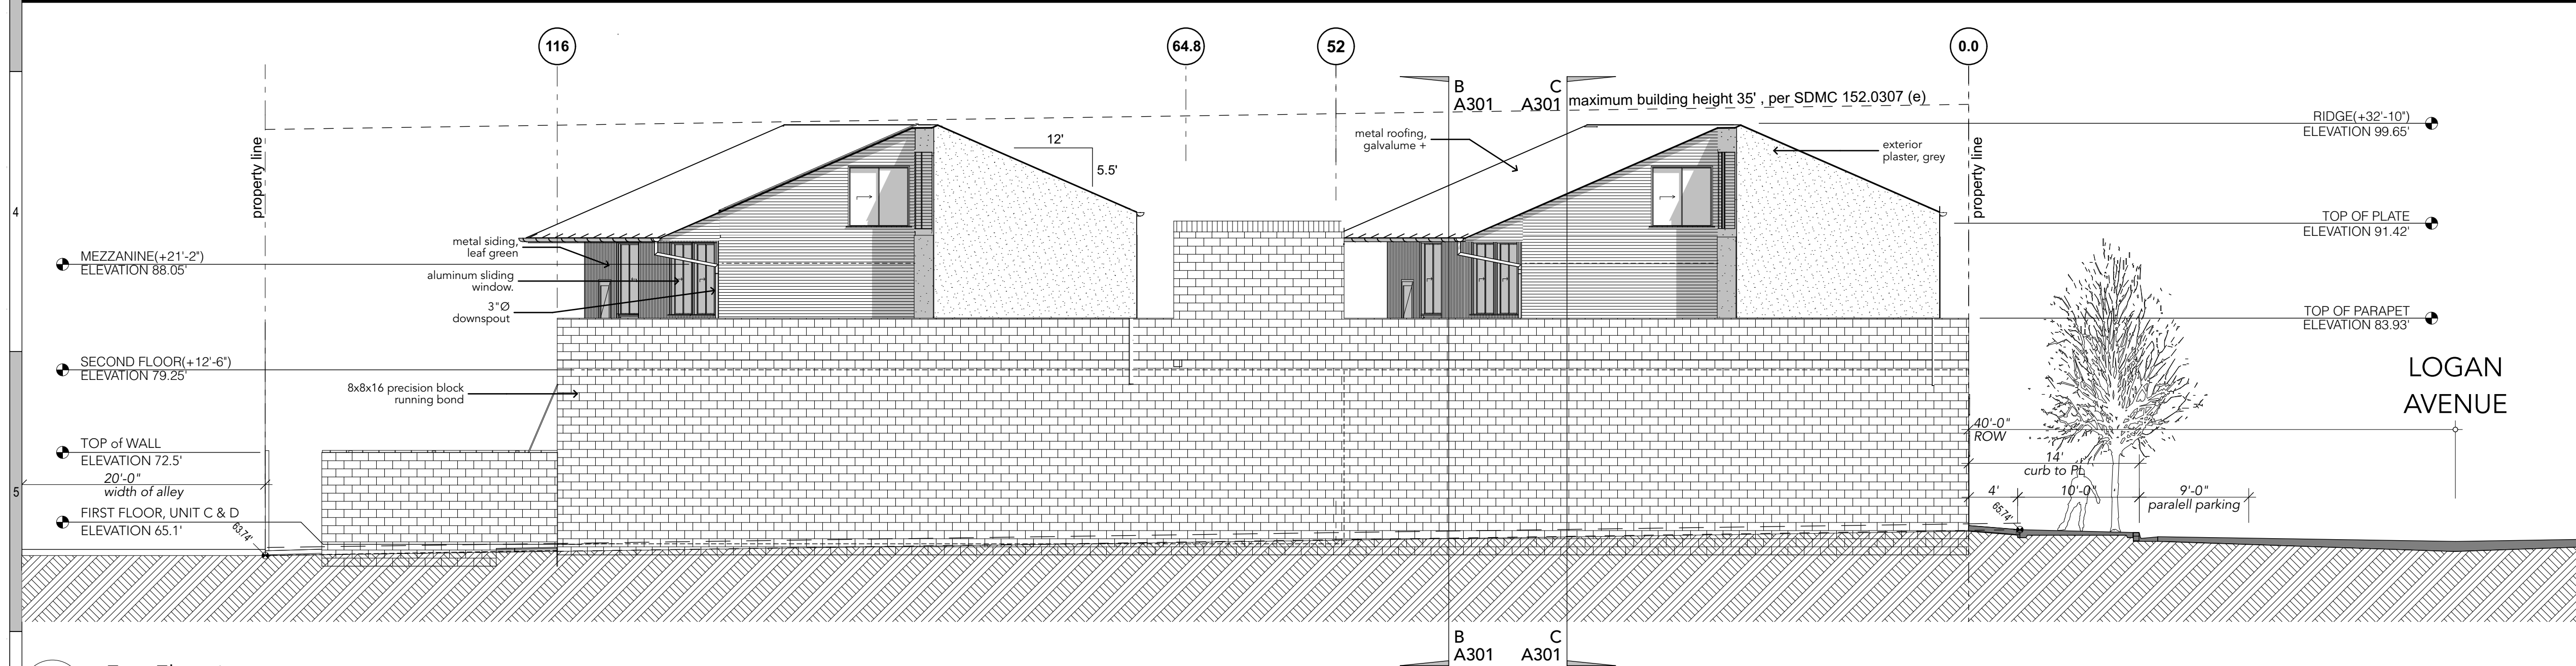 116
64.8
52
0.0
B
A301
C
A301
maximum building height 35' , per SDMC 152.0307 (e)
RIDGE(+32'-10")
ELEVATION 99.65'
property line
property line
metal roofing,
galvalume +
exterior
plaster, grey
12'
5.5'
4
TOP OF PLATE
ELEVATION 91.42'
MEZZANINE(+21'-2")
ELEVATION 88.05'
metal siding,
leaf green
aluminum sliding
window.
3"Ø
downspout
TOP OF PARAPET
ELEVATION 83.93'
SECOND FLOOR(+12'-6")
ELEVATION 79.25'
8x8x16 precision block
running bond
LOGAN
AVENUE
TOP of WALL
ELEVATION 72.5'
40'-0"
ROW
14'
curb to PL
20'-0"
width of alley
5
4'
10'-0"
9'-0"
paralell parking
FIRST FLOOR, UNIT C & D
ELEVATION 65.1'
63.74'
65.74'
B
A301
C
A301